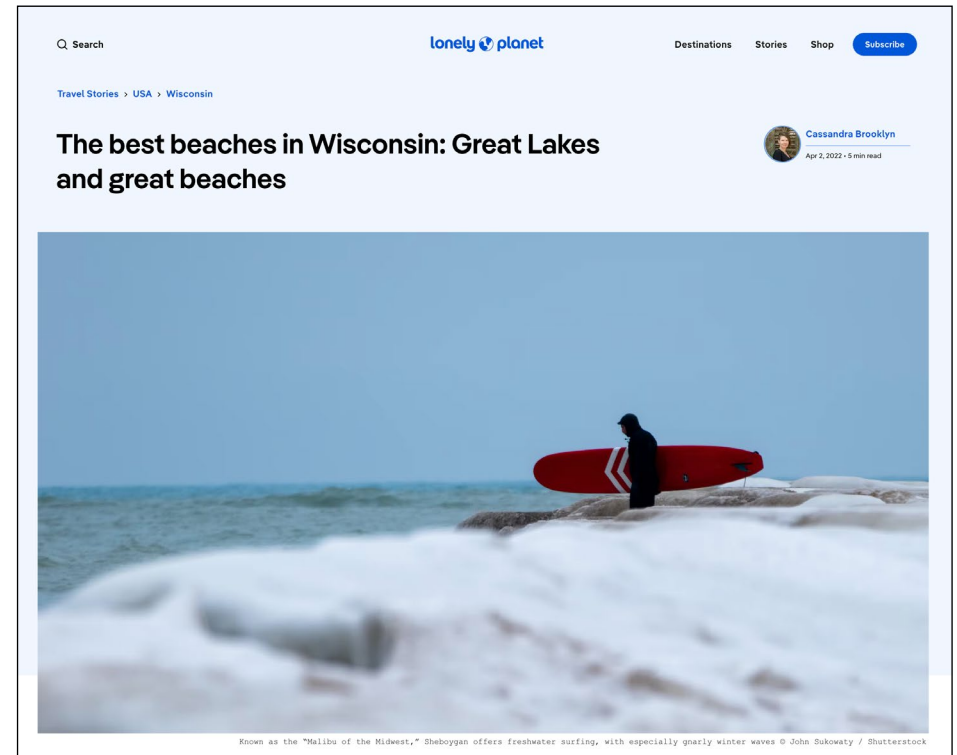 Search
lonely planet
Destinations Stories Shop Subscribe
Travel Stories > USA > Wisconsin
The best beaches in Wisconsin: Great Lakes
and great beaches
Cassandra Brooklyn
Apr 2, 2022 • 5 min read
Known as the “Malibu of the Midwest,” Sheboygan offers freshwater surfing, with especially gnarly winter waves © John Sukowaty / Shutterstock